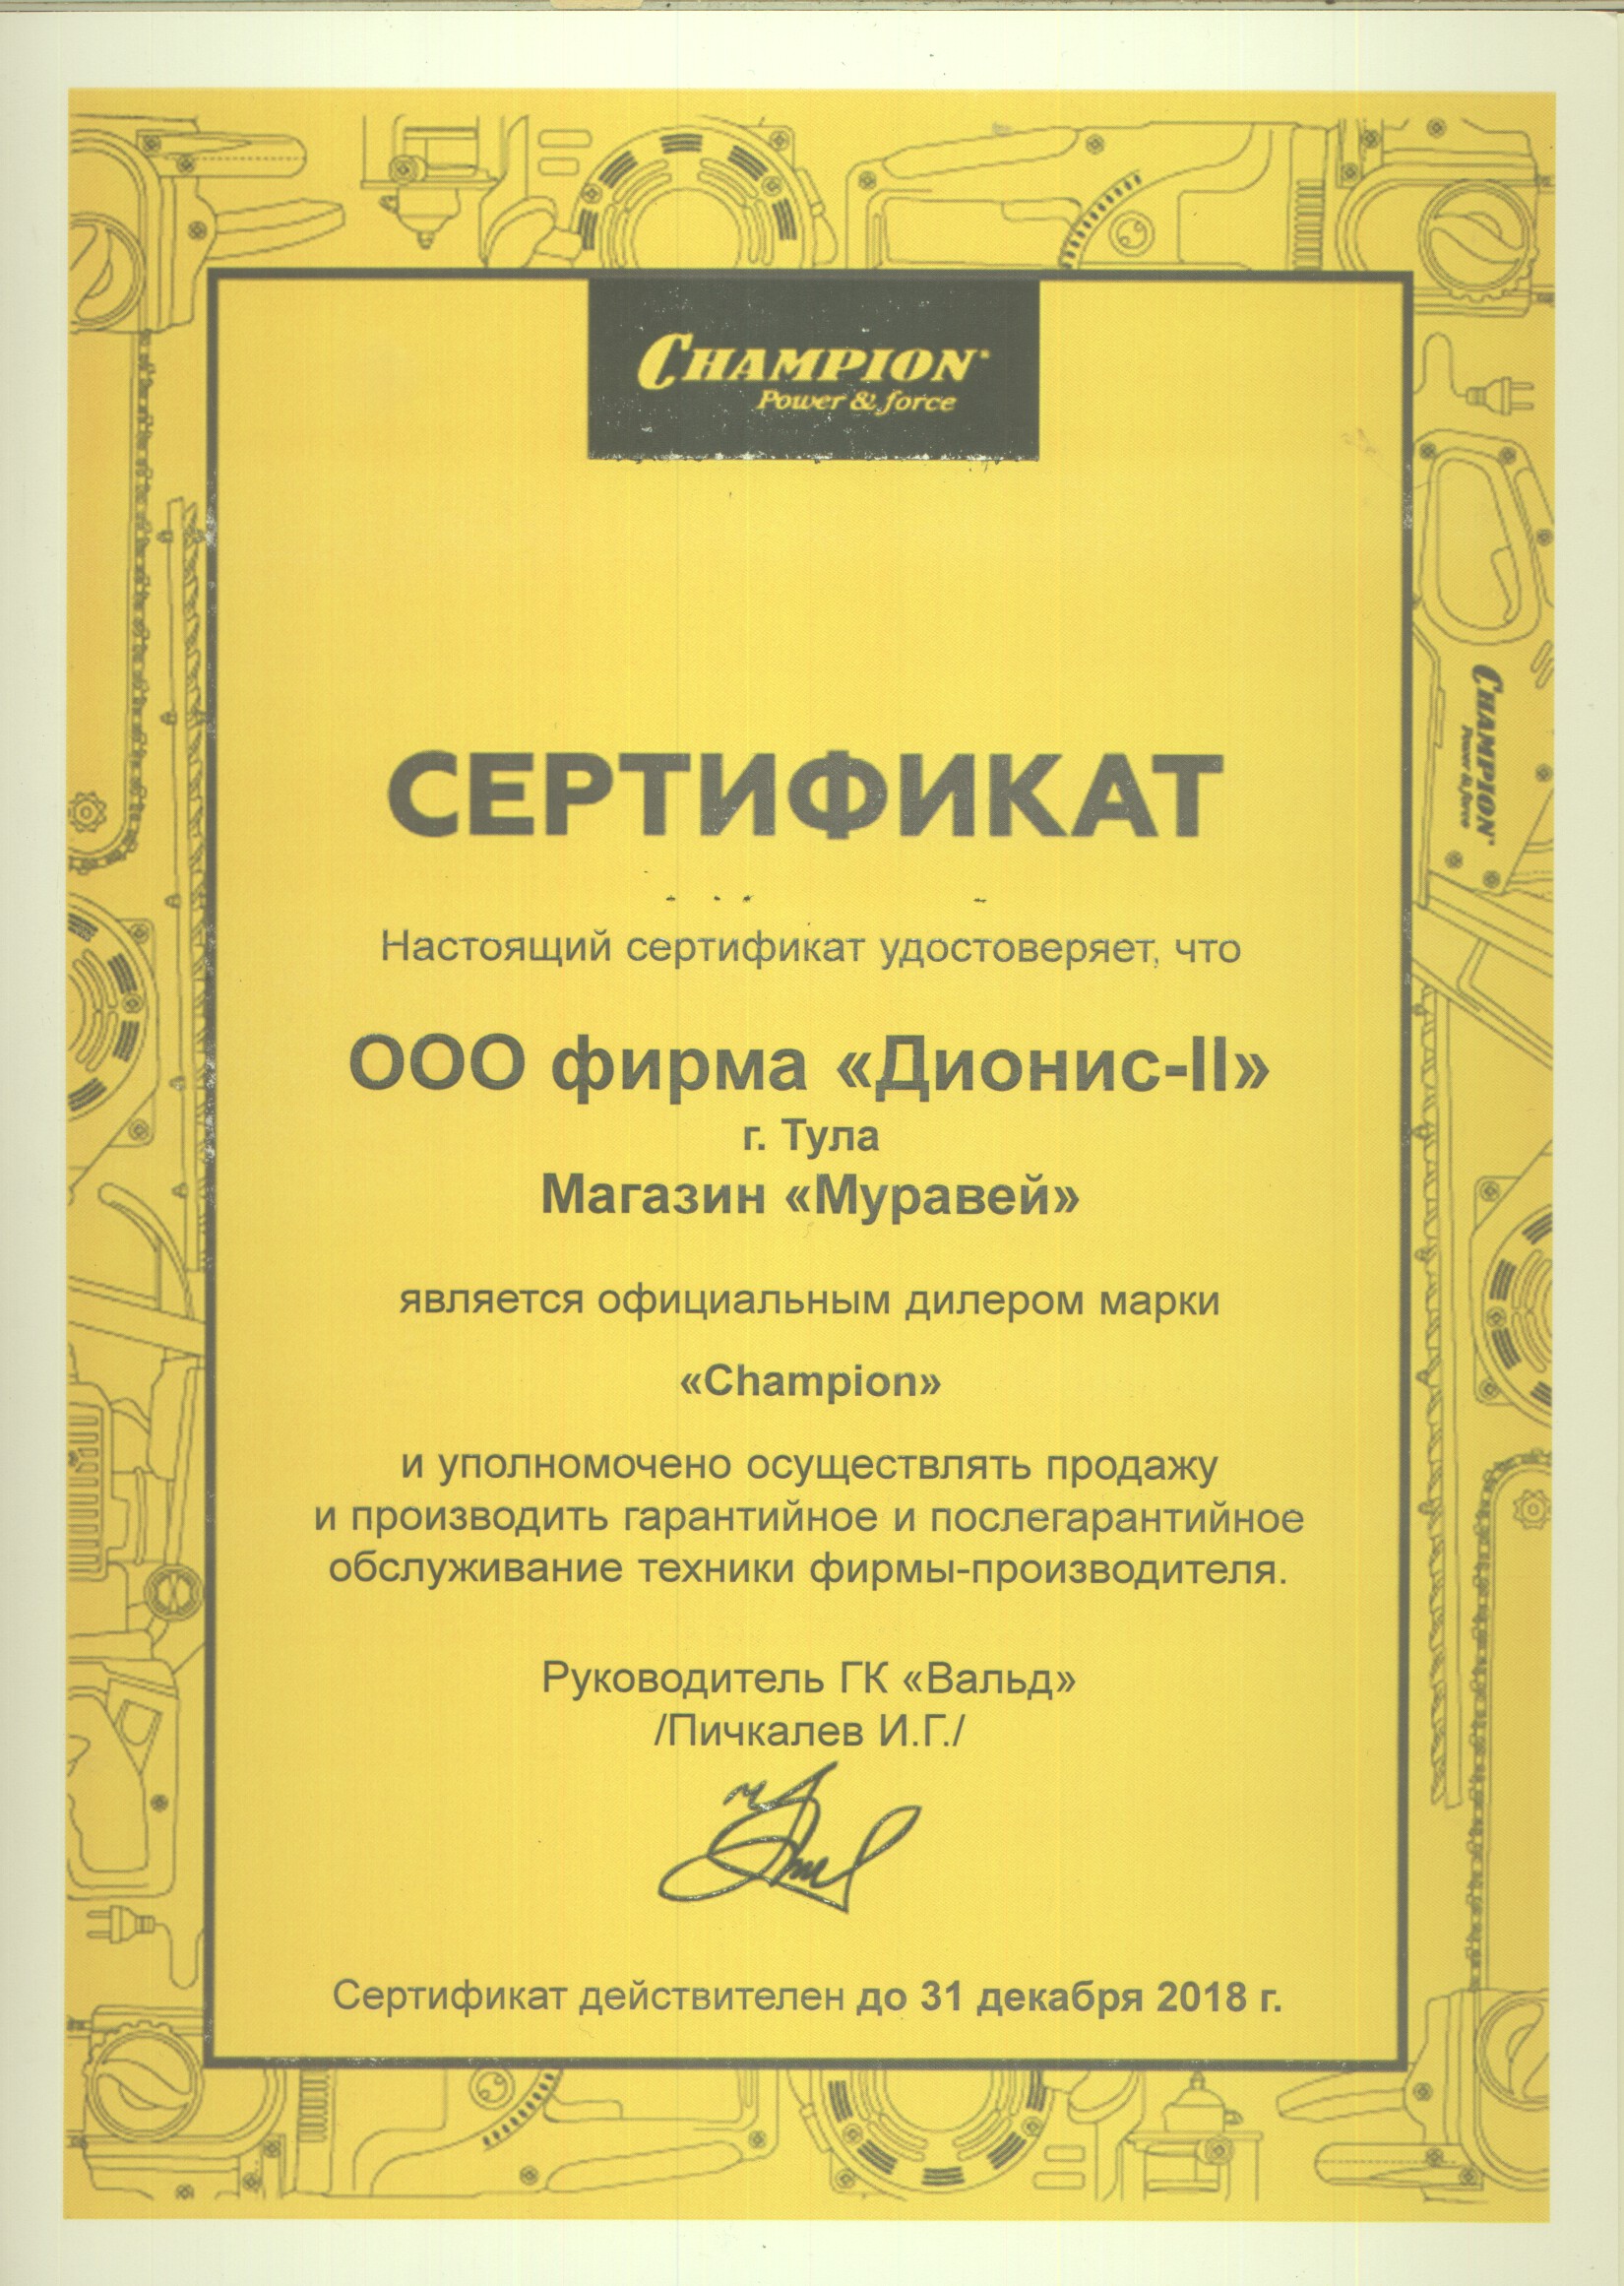 CHAMPION®
Power & force
CHAMPION®
Power & force
СЕРТИФИКАТ
Настоящий сертификат удостоверяет, что
ООО фирма «Дионис-II»
г. Тула
Магазин «Муравей»
является официальным дилером марки
«Champion»
и уполномочено осуществлять продажу
и производить гарантийное и послегарантийное
обслуживание техники фирмы-производителя.
Руководитель ГК «Вальд»
/Пичкалев И.Г./
Сертификат действителен до 31 декабря 2018 г.